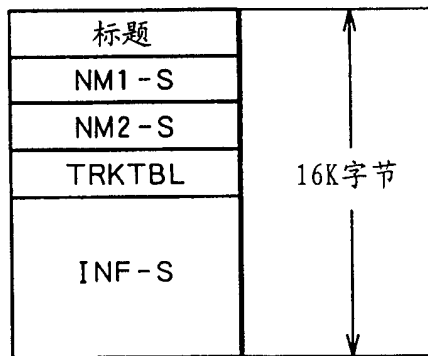 标题
NM1-S
NM2-S
TRKTBL
INF-S
16K字节